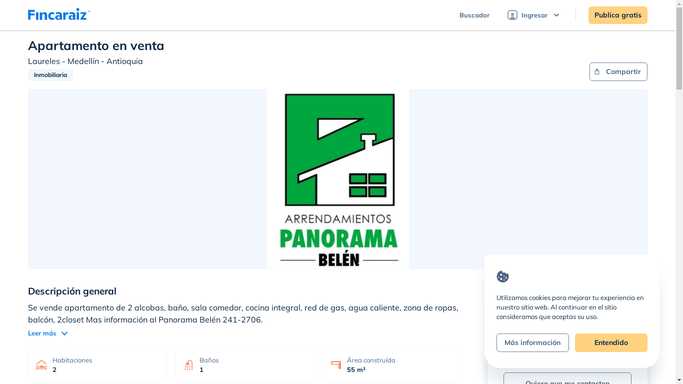 Fincaraiz
Buscador
Ingresar
Publica gratis
Apartamento en venta
Laureles - Medellín - Antioquia
Inmobiliaria
Compartir
ARRENDAMIENTOS
PANORAMA
BELÉN
Descripción general
Se vende apartamento de 2 alcobas, baño, sala comedor, cocina integral, red de gas, agua caliente, zona de ropas,
balcón, 2closet Mas información al Panorama Belén 241-2706.
Leer más
Habitaciones
2
Baños
1
Área construida
55 m²
Utilizamos cookies para mejorar tu experiencia en
nuestro sitio web. Al continuar en el sitio
consideramos que aceptas su uso.
Más información
Entendido
Quiero que me contacten